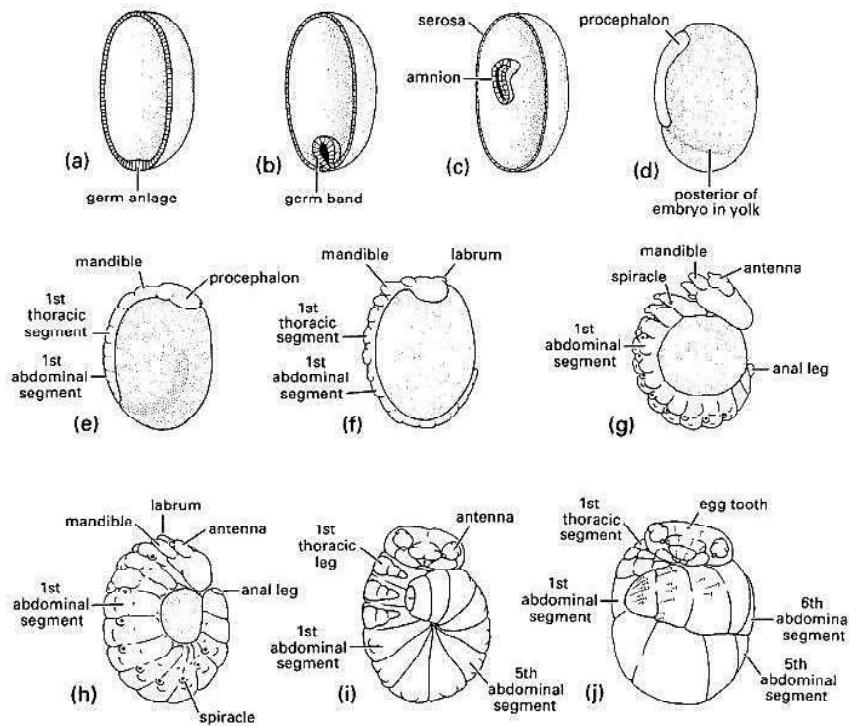 (a)
germ anlage
(b)
germ band
serosa
amnion
(c)
procephalon
(d)
posterior of
embryo in yolk
mandible
procephalon
1st
thoracic
segment
1st
abdominal
segment
(e)
mandible
labrum
1st
thoracic
segment
1st
abdominal
segment
(f)
mandible
spiracle
antenna
1st
abdominal
segment
anal leg
(g)
labrum
mandible
antenna
1st
abdominal
segment
anal leg
(h)
spiracle
1st
thoracic
leg
antenna
1st
abdominal
segment
(i)
5th
abdominal
segment
1st
thoracic
segment
egg tooth
1st
abdominal
segment
6th
abdomina
segment
5th
abdominal
segment
(j)